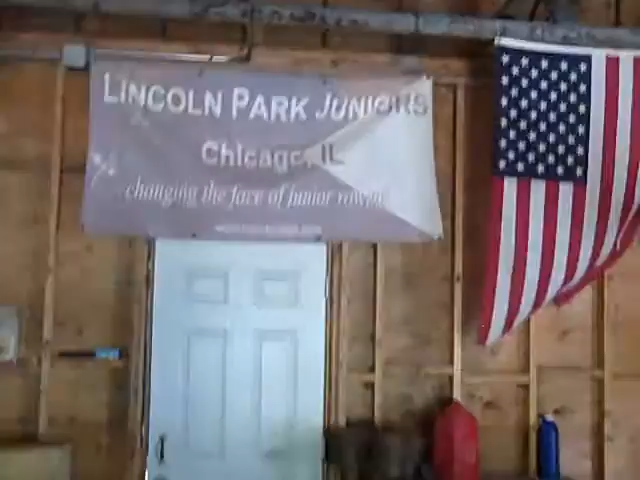 LINCOLN PARK JUNIORS
Chicago, IL
changing the face of junior rowing